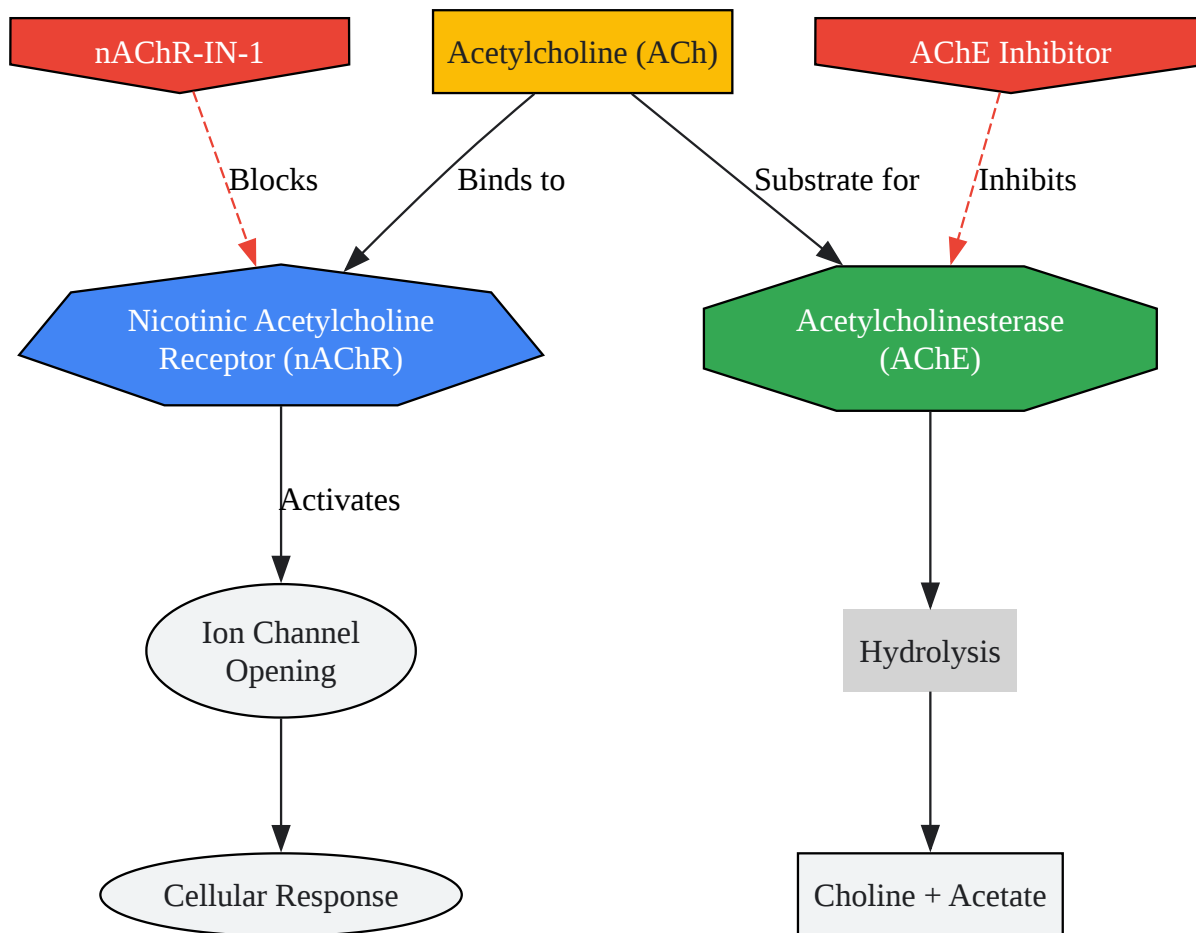 nAChR-IN-1
Acetylcholine (ACh)
AChE Inhibitor
Blocks
Binds to
Substrate for
Inhibits
Nicotinic Acetylcholine
Receptor (nAChR)
Acetylcholinesterase
(AChE)
Activates
Ion Channel
Opening
Hydrolysis
Cellular Response
Choline + Acetate